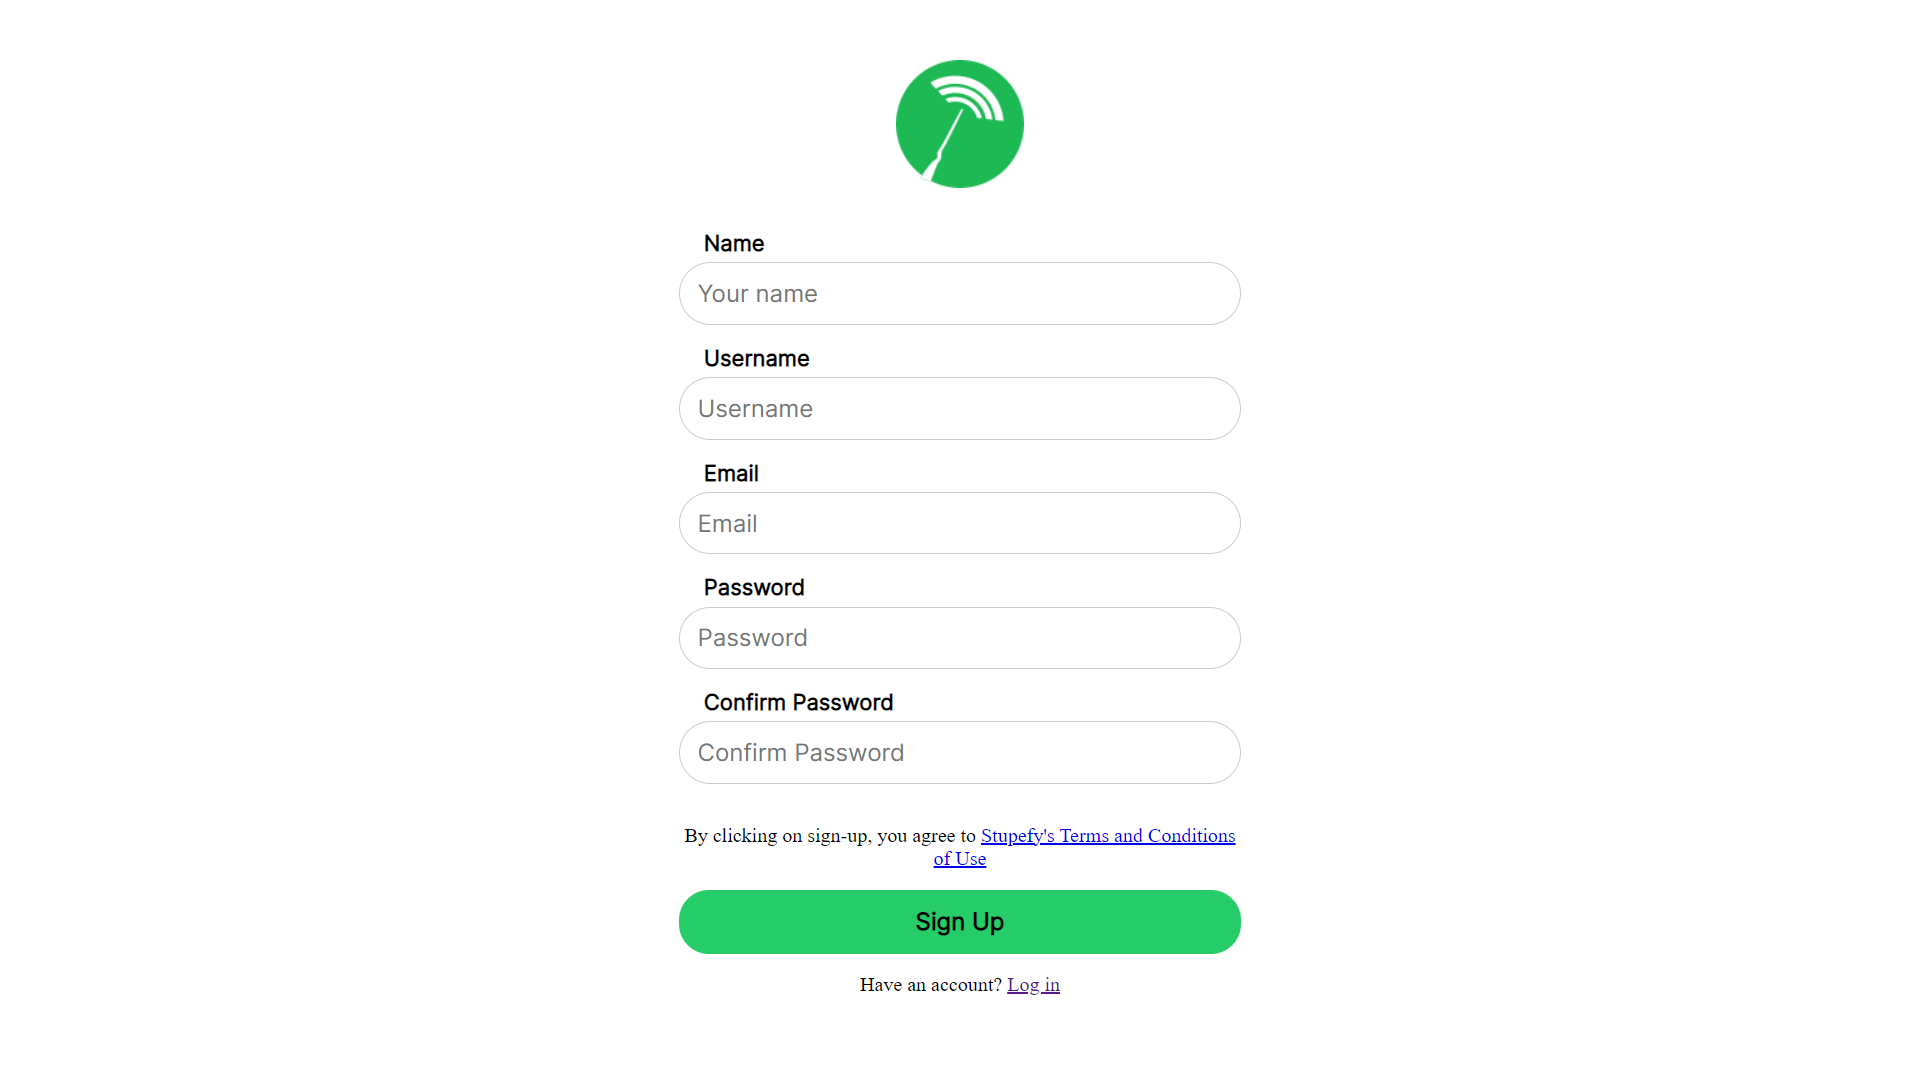 Name
Your name
Username
Username
Email
Email
Password
Password
Confirm Password
Confirm Password
By clicking on sign-up, you agree to Stupefy's Terms and Conditions
of Use
Sign Up
Have an account? Log in